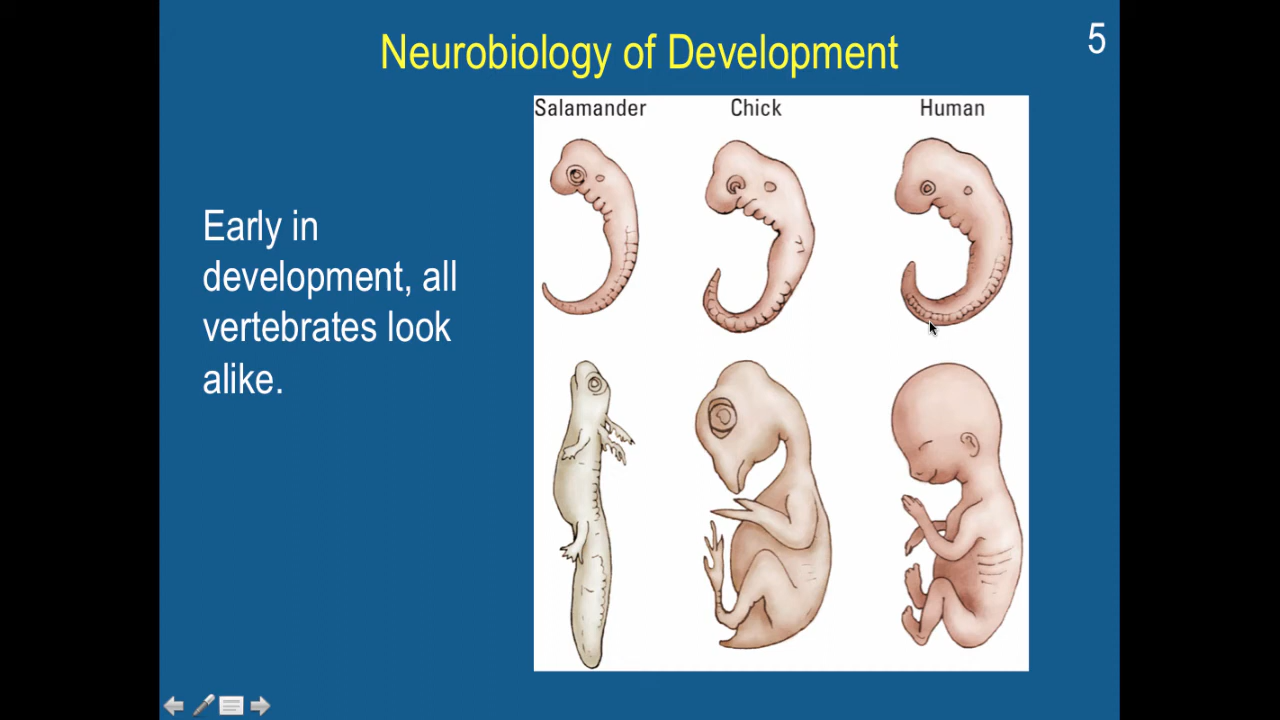 Neurobiology of Development
5
Salamander Chick Human
Early in
development, all
vertebrates look
alike.